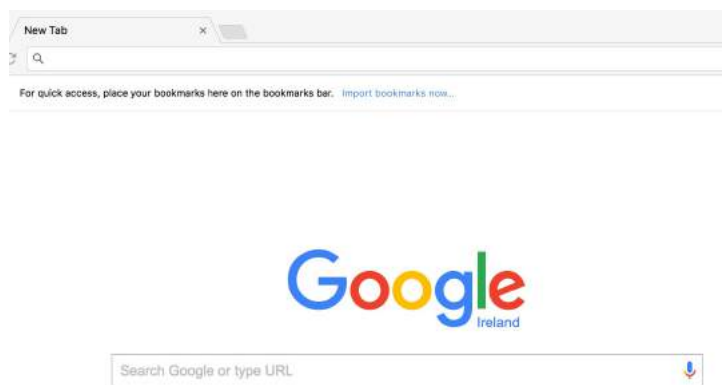 New Tab
For quick access, place your bookmarks here on the bookmarks bar. Import bookmarks now...
Google
Ireland
Search Google or type URL